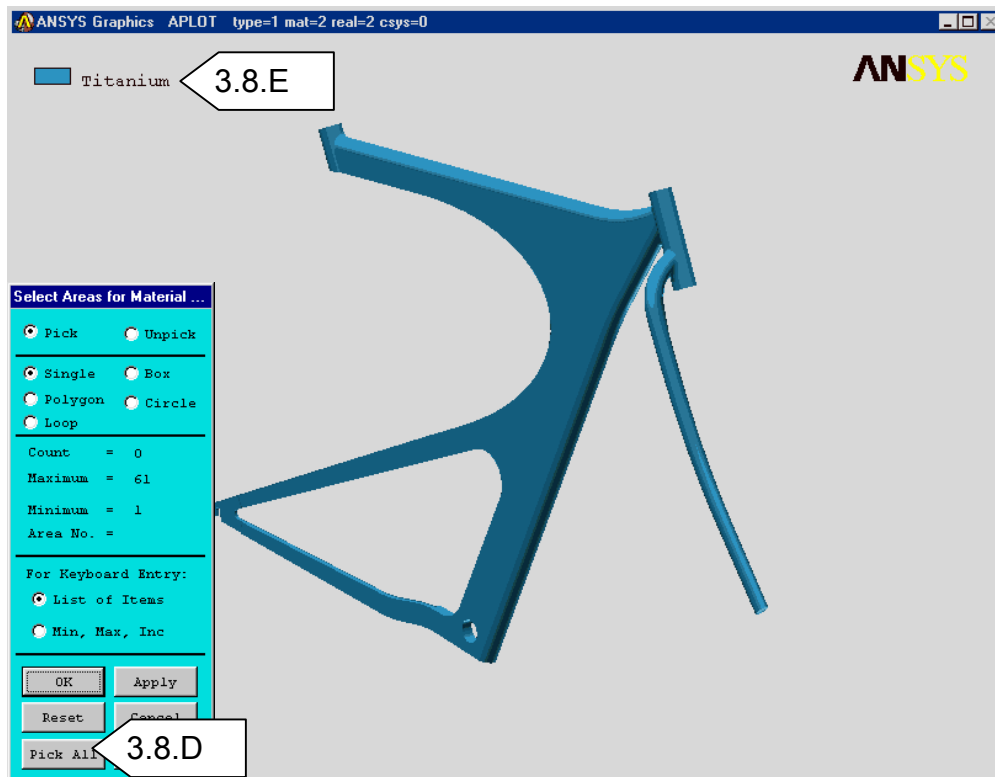 ANSYS Graphics APLOT type=1 mat=2 real=2 csys=0
Titanium
3.8.E
ANSYS
Select Areas for Material ...
Pick Unpick
Single Box
Polygon Circle
Loop
Count = 0
Maximum = 61
Minimum = 1
Area No. =
For Keyboard Entry:
List of Items
Min, Max, Inc
OK Apply
Reset Cancel
Pick All
3.8.D